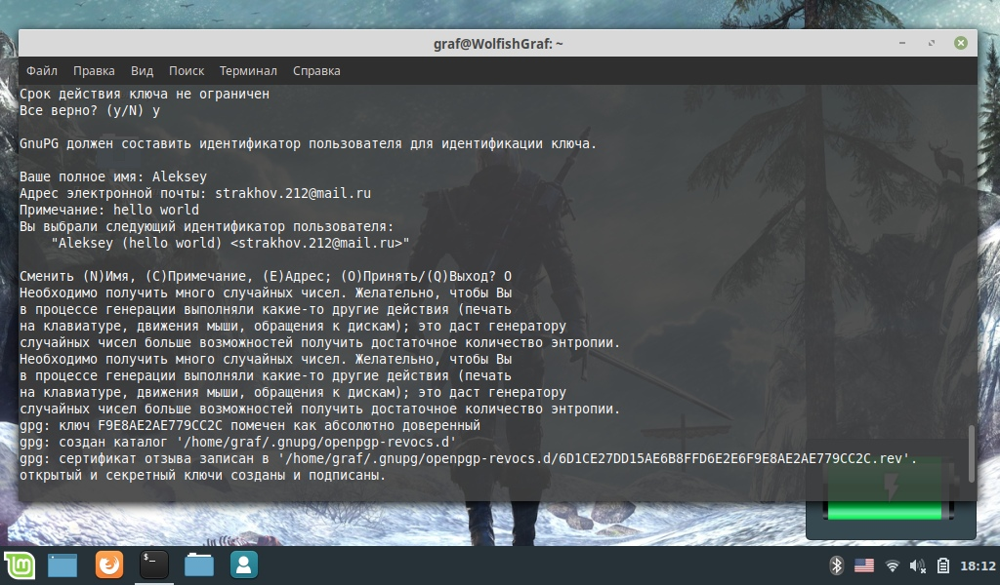 graf@WolfishGraf: ~
Файл Правка Вид Поиск Терминал Справка
Срок действия ключа не ограничен
Все верно? (y/N) y
GnuPG должен составить идентификатор пользователя для идентификации ключа.
Ваше полное имя: Aleksey
Адрес электронной почты: strakhov.212@mail.ru
Примечание: hello world
Вы выбрали следующий идентификатор пользователя:
"Aleksey (hello world) <strakhov.212@mail.ru>"
Сменить (N)Имя, (C)Примечание, (E)Адрес; (O)Принять/(Q)Выход? O
Необходимо получить много случайных чисел. Желательно, чтобы Вы
в процессе генерации выполняли какие-то другие действия (печать
на клавиатуре, движения мыши, обращения к дискам); это даст генератору
случайных чисел больше возможностей получить достаточное количество энтропии.
Необходимо получить много случайных чисел. Желательно, чтобы Вы
в процессе генерации выполняли какие-то другие действия (печать
на клавиатуре, движения мыши, обращения к дискам); это даст генератору
случайных чисел больше возможностей получить достаточное количество энтропии.
gpg: ключ F9E8AE2AE779CC2C помечен как абсолютно доверенный
gpg: создан каталог '/home/graf/.gnupg/openpgp-revocs.d'
gpg: сертификат отзыва записан в '/home/graf/.gnupg/openpgp-revocs.d/6D1CE27DD15AE6B8FFD6E2E6F9E8AE2AE779CC2C.rev'.
открытый и секретный ключи созданы и подписаны.
18:12